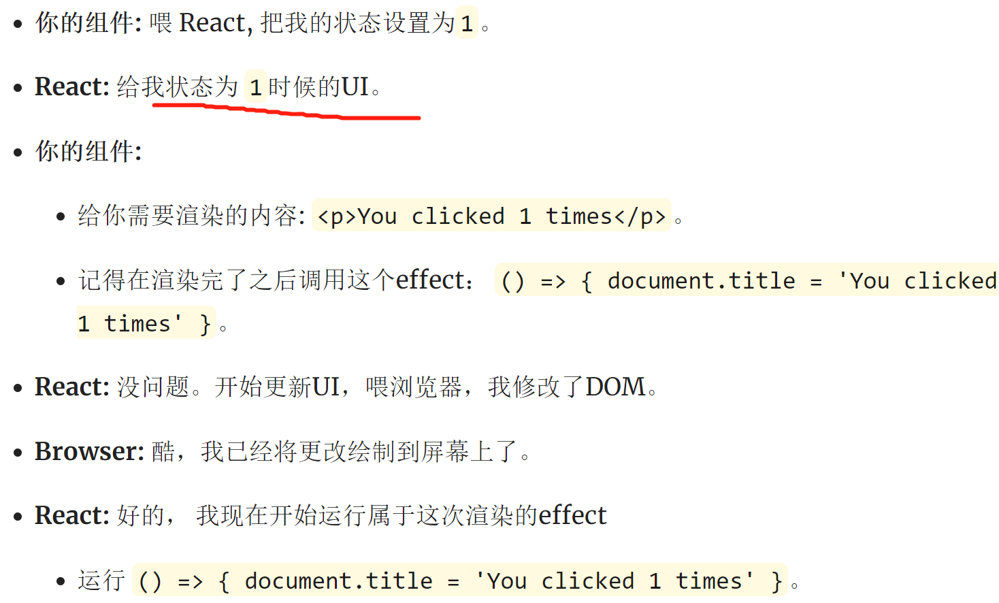 你的组件: 喂 React, 把我的状态设置为 1。
React: 给我状态为 1时候的UI。
你的组件:
给你需要渲染的内容: <p>You clicked 1 times</p>。
记得在渲染完了之后调用这个effect： () => { document.title = 'You clicked
1 times' }。
React: 没问题。开始更新UI，喂浏览器，我修改了DOM。
Browser: 酷，我已经将更改绘制到屏幕上了。
React: 好的， 我现在开始运行属于这次渲染的effect
运行 () => { document.title = 'You clicked 1 times' }。